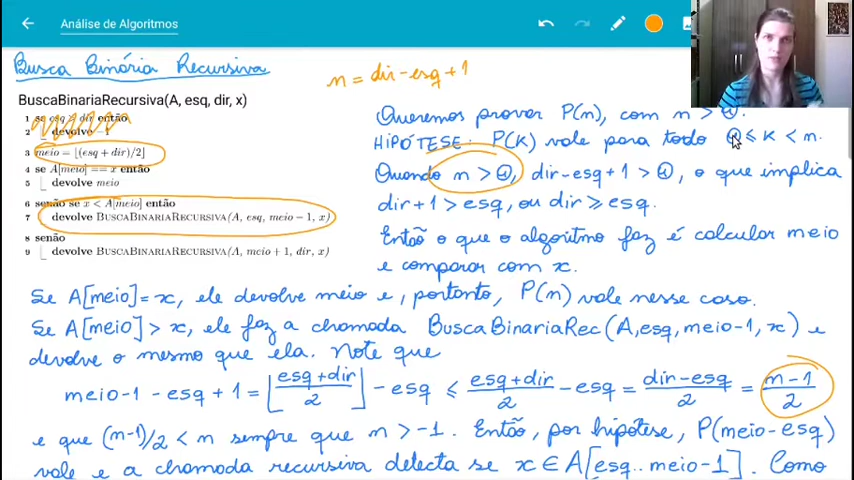 Análise de Algoritmos
Busca Binária Recursiva
n = dir-esq+1
BuscaBinariaRecursiva(A, esq, dir, x)
1 se esq > dir então
2 devolve −1
3 meio = ⌊(esq + dir)/2⌋
4 se A[meio] == x então
5 devolve meio
6 senão se x < A[meio] então
7 devolve BuscaBinariaRecursiva(A, esq, meio − 1, x)
8 senão
9 devolve BuscaBinariaRecursiva(A, meio + 1, dir, x)
Queremos provar P(n), com n > 0.
HIPÓTESE: P(k) vale para todo 0 ≤ k < n.
Quando n > 0, dir-esq+1 > 0, o que implica
dir+1 > esq, ou dir ≥ esq.
Então o que o algoritmo faz é calcular meio
e comparar com x.
Se A[meio] = x, ele devolve meio e, portanto, P(n) vale nesse caso.
Se A[meio] > x, ele faz a chamada BuscaBinariaRec(A, esq, meio-1, x) e
devolve o mesmo que ela. Note que
meio-1 - esq + 1 = ⌊(esq+dir)/2⌋ - esq ≤ (esq+dir)/2 - esq = (dir-esq)/2 = (n-1)/2
e que (n-1)/2 < n sempre que n > -1. Então, por hipótese, P(meio-esq)
vale e a chamada recursiva detecta se x ∈ A[esq..meio-1]. Como